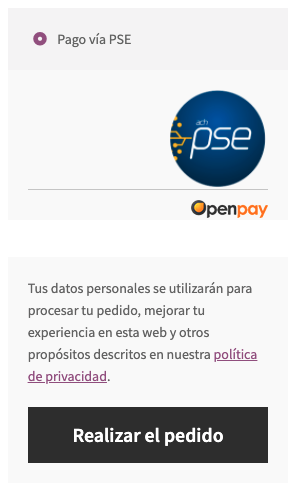 Pago vía PSE
ach
pse
Openpay
Tus datos personales se utilizarán para
procesar tu pedido, mejorar tu
experiencia en esta web y otros
propósitos descritos en nuestra política
de privacidad.
Realizar el pedido